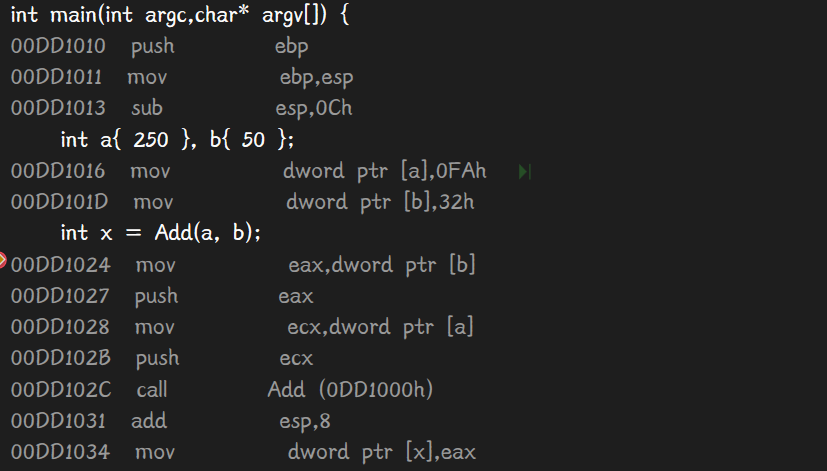 int main(int argc,char* argv[]) {
00DD1010 push ebp
00DD1011 mov ebp,esp
00DD1013 sub esp,0Ch
int a{ 250 }, b{ 50 };
00DD1016 mov dword ptr [a],0FAh
00DD101D mov dword ptr [b],32h
int x = Add(a, b);
00DD1024 mov eax,dword ptr [b]
00DD1027 push eax
00DD1028 mov ecx,dword ptr [a]
00DD102B push ecx
00DD102C call Add (0DD1000h)
00DD1031 add esp,8
00DD1034 mov dword ptr [x],eax